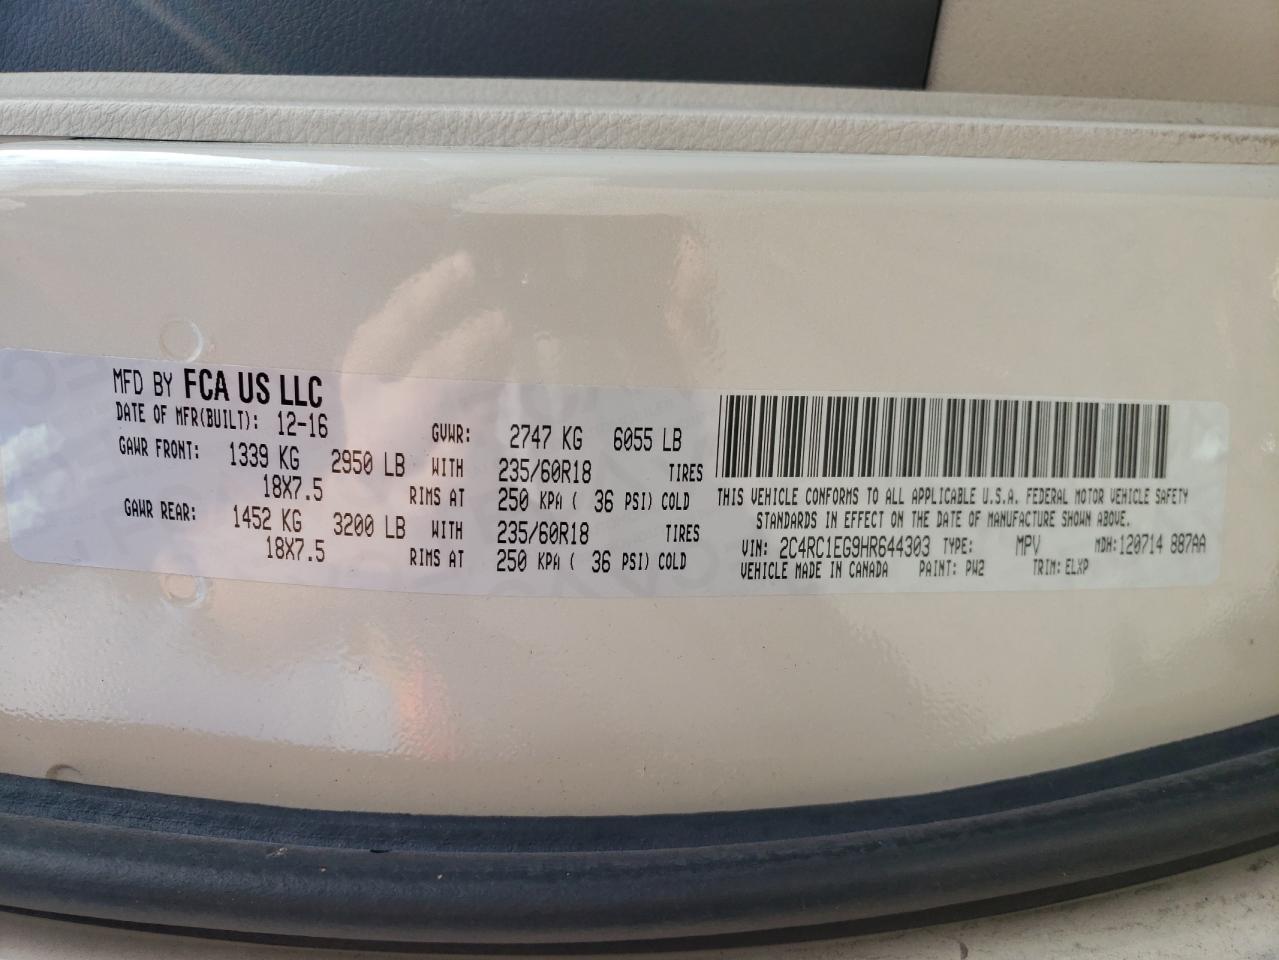 MFD BY FCA US LLC
DATE OF MFR(BUILT): 12-16 GVWR: 2747 KG 6055 LB
GAWR FRONT: 1339 KG 2950 LB WITH 235/60R18 TIRES
18X7.5 RIMS AT 250 KPA ( 36 PSI) COLD
GAWR REAR: 1452 KG 3200 LB WITH 235/60R18 TIRES
18X7.5 RIMS AT 250 KPA ( 36 PSI) COLD
THIS VEHICLE CONFORMS TO ALL APPLICABLE U.S.A. FEDERAL MOTOR VEHICLE SAFETY
STANDARDS IN EFFECT ON THE DATE OF MANUFACTURE SHOWN ABOVE.
VIN: 2C4RC1EG9HR644303 TYPE: MPV MDH:120714 887AA
VEHICLE MADE IN CANADA PAINT: PW2 TRIM: ELXP